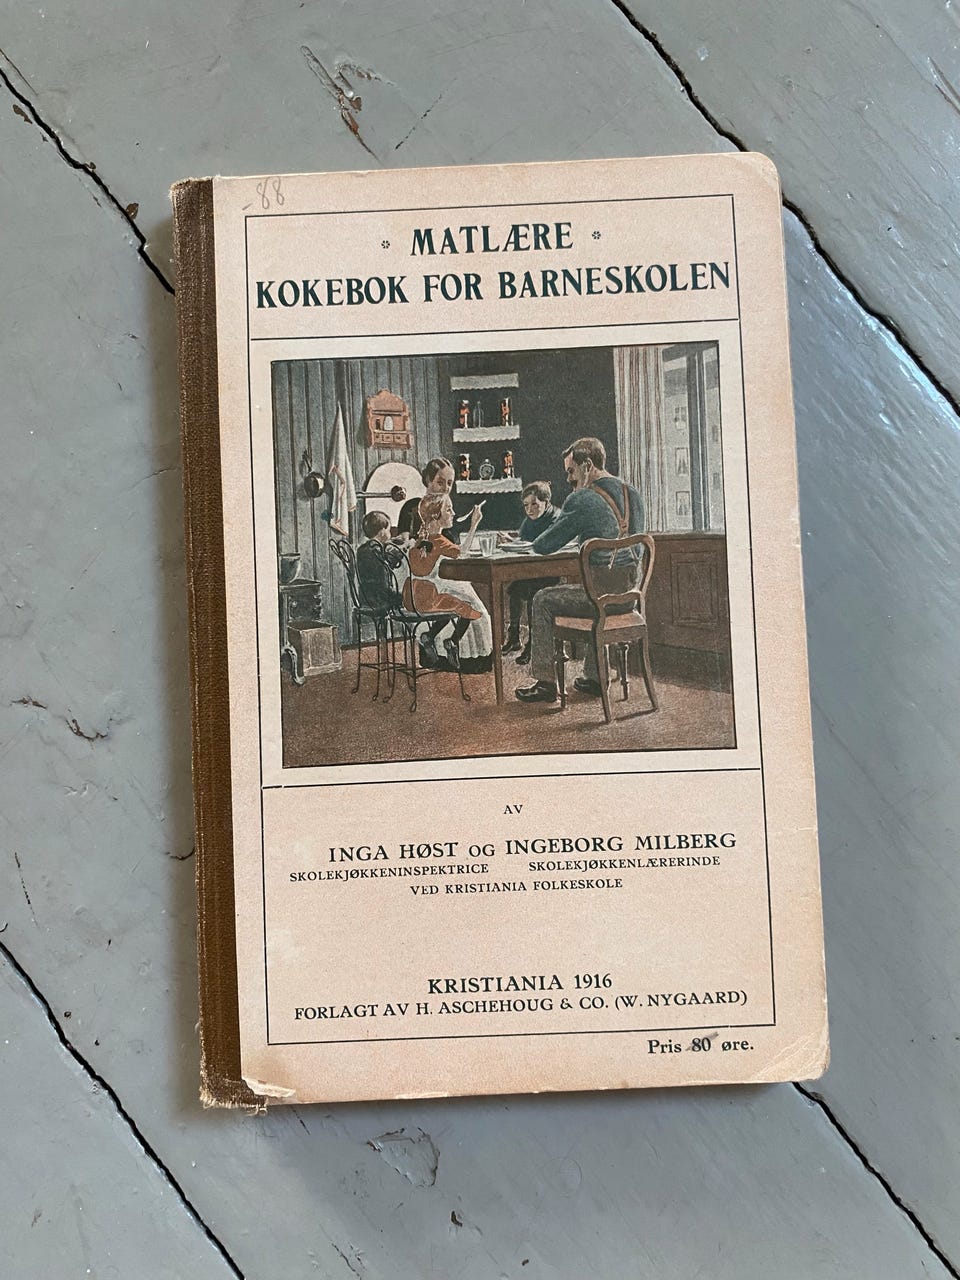 -88
MATLÆRE
KOKEBOK FOR BARNESKOLEN
AV
INGA HØST OG INGEBORG MILBERG
SKOLEKJØKKENINSPEKTRICE SKOLEKJØKKENLÆRERINDE
VED KRISTIANIA FOLKESKOLE
KRISTIANIA 1916
FORLAGT AV H. ASCHEHOUG & CO. (W. NYGAARD)
Pris 80 øre.